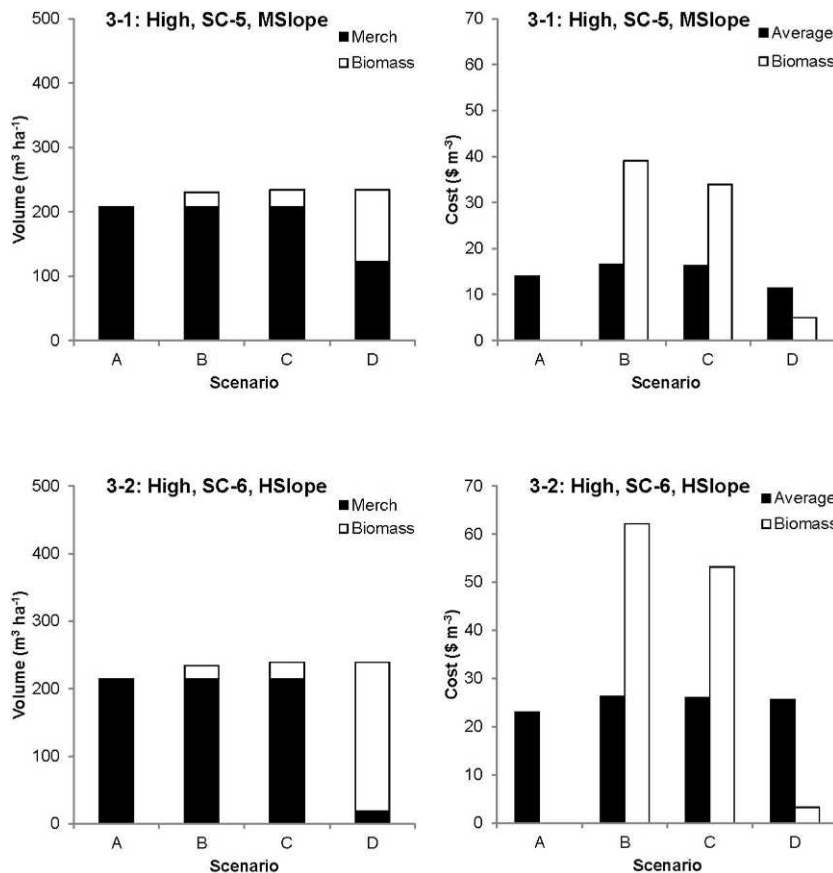 3-1: High, SC-5, MSlope
Merch
Biomass
Volume (m³ ha⁻¹)
500
400
300
200
100
0
A B C D
Scenario
3-1: High, SC-5, MSlope
Average
Biomass
Cost ($ m⁻³)
70
60
50
40
30
20
10
0
A B C D
Scenario
3-2: High, SC-6, HSlope
Merch
Biomass
Volume (m³ ha⁻¹)
500
400
300
200
100
0
A B C D
Scenario
3-2: High, SC-6, HSlope
Average
Biomass
Cost ($ m⁻³)
70
60
50
40
30
20
10
0
A B C D
Scenario